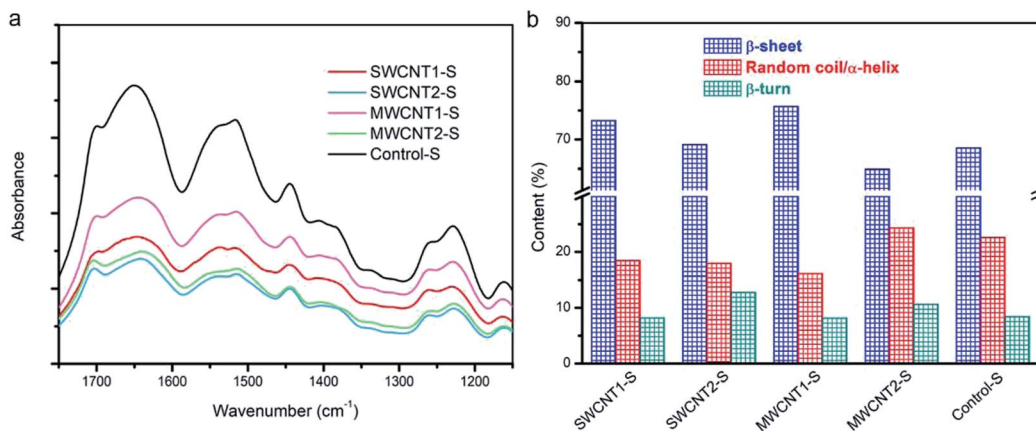 a
Absorbance
SWCNT1-S
SWCNT2-S
MWCNT1-S
MWCNT2-S
Control-S
1700 1600 1500 1400 1300 1200
Wavenumber (cm⁻¹)
b
Content (%)
90
80
70
20
10
0
β-sheet
Random coil/α-helix
β-turn
SWCNT1-S
SWCNT2-S
MWCNT1-S
MWCNT2-S
Control-S